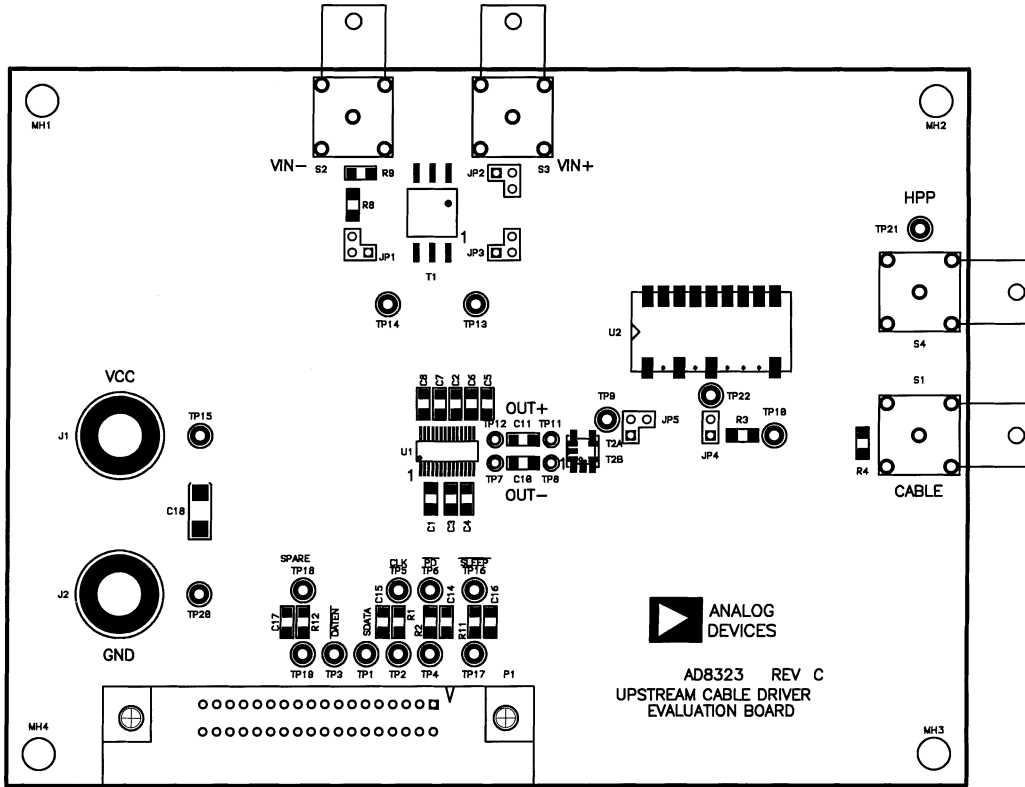 MH1
MH2
VIN-
S2
R9
JP2
S3
VIN+
R8
HPP
TP21
1
JP1
JP3
T1
S4
TP14
TP13
U2
S1
VCC
C8
C7
C2
C6
C5
TP9
TP22
OUT+
J1
TP15
TP12
C11
TP11
JP5
R3
TP10
T2A
U1
1
1
T2B
JP4
R4
TP7
C10
TP8
OUT-
CABLE
C18
C1
C3
C4
SPARE
CLK
PD
SLEEP
TP18
TP5
TP6
TP16
J2
TP20
C17
R12
DATEN
SDATA
C15
R1
R2
C14
R11
C16
ANALOG
DEVICES
GND
TP19
TP3
TP1
TP2
TP4
TP17
P1
AD8323 REV C
UPSTREAM CABLE DRIVER
EVALUATION BOARD
MH4
MH3